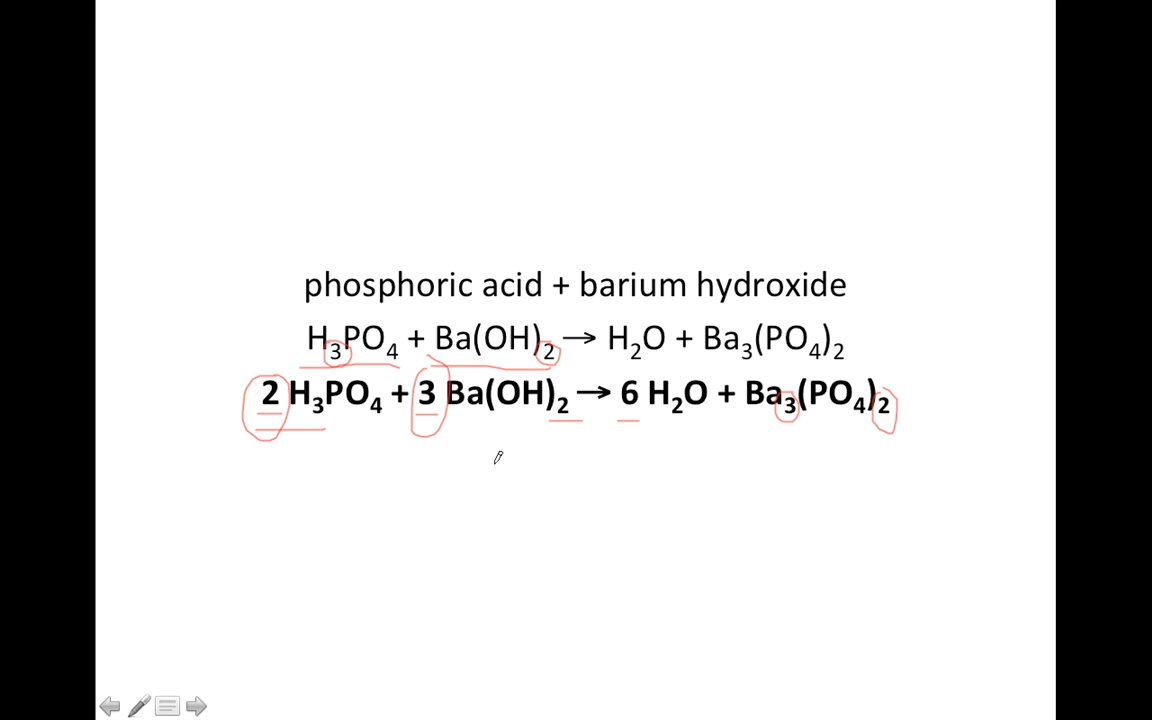 phosphoric acid + barium hydroxide
H₃PO₄ + Ba(OH)₂ → H₂O + Ba₃(PO₄)₂
2 H₃PO₄ + 3 Ba(OH)₂ → 6 H₂O + Ba₃(PO₄)₂